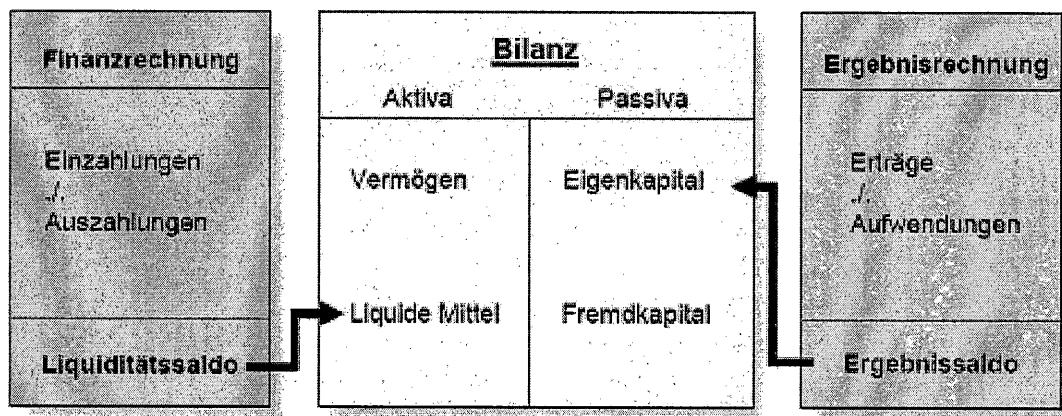 Finanzrechnung
Einzahlungen
./.
Auszahlungen
Liquiditätssaldo
Bilanz
Aktiva Passiva
Vermögen Eigenkapital
Liquide Mittel Fremdkapital
Ergebnisrechnung
Erträge
./.
Aufwendungen
Ergebnissaldo